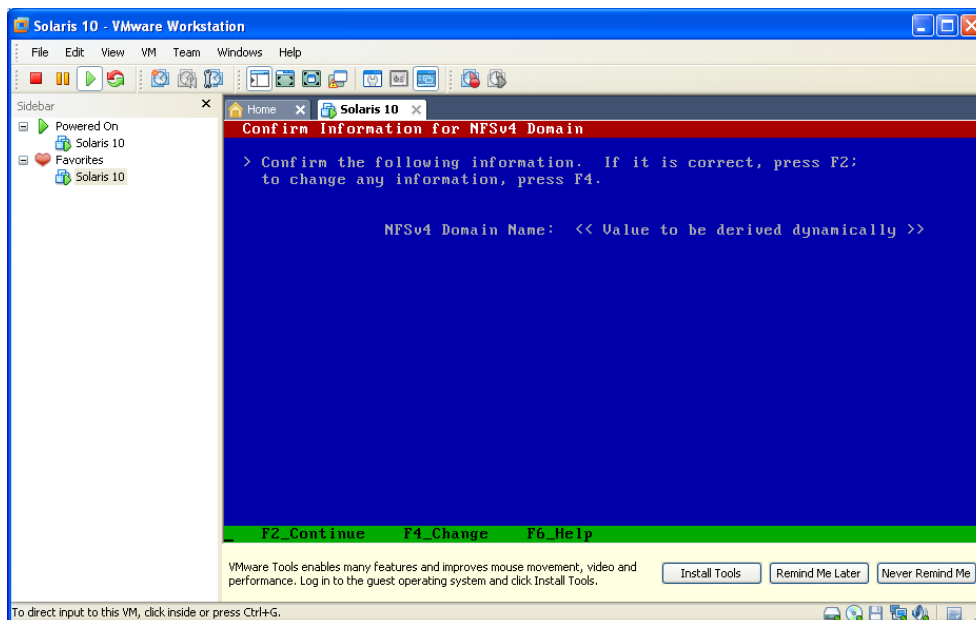 Solaris 10 - VMware Workstation
File Edit View VM Team Windows Help
Sidebar
Powered On
Solaris 10
Favorites
Solaris 10
Home Solaris 10
Confirm Information for NFSv4 Domain
> Confirm the following information. If it is correct, press F2;
to change any information, press F4.
NFSv4 Domain Name: << Value to be derived dynamically >>
F2_Continue F4_Change F6_Help
VMware Tools enables many features and improves mouse movement, video and
performance. Log in to the guest operating system and click Install Tools.
Install Tools Remind Me Later Never Remind Me
To direct input to this VM, click inside or press Ctrl+G.